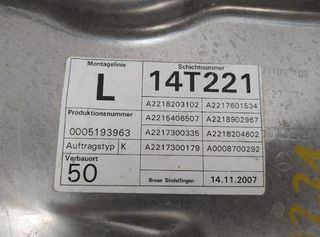 Montagelinie
Schichtnummer
L
14T221
Produktionsnummer
0005193963
A2218203102 A2217601534
A2215406507 A2218902967
A2217300335 A2218204602
A2217300179 A0008700292
Auftragstyp K
Verbauort
50
Brose Sindelfingen
14.11.2007